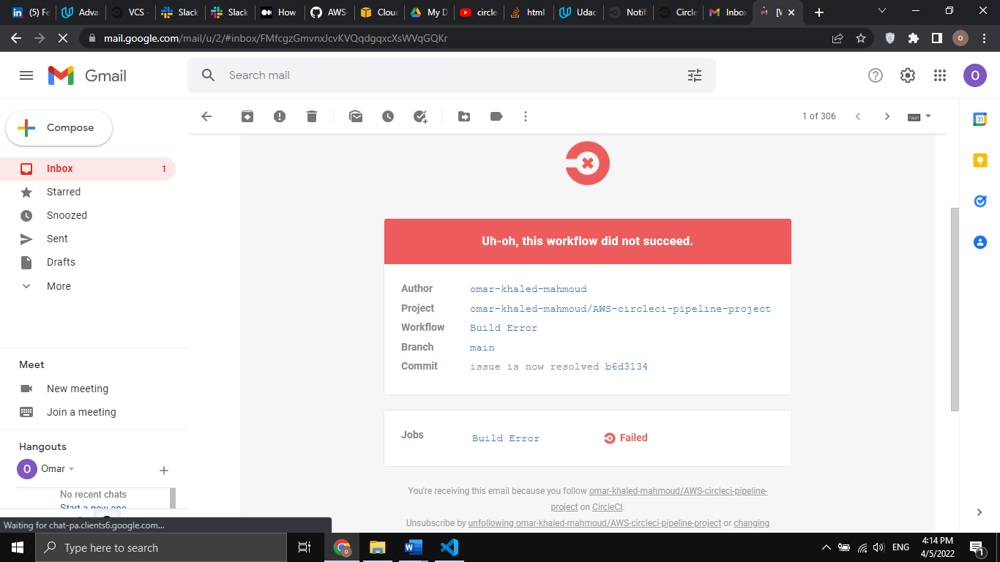 (5) Fe
Adva
VCS -
Slack
Slack
How
AWS-
Clou
My D
circle
html
Udac
Notif
Circle
Inbox
mail.google.com/mail/u/2/#inbox/FMfcgzGmvnxJcvKVQqdgqxcXsWVqGQKr
O
Gmail
Search mail
O
Compose
1 of 306
31
Inbox 1
Starred
Snoozed
Sent
Drafts
More
Uh-oh, this workflow did not succeed.
Author omar-khaled-mahmoud
Project omar-khaled-mahmoud/AWS-circleci-pipeline-project
Workflow Build Error
Branch main
Commit issue is now resolved b6d3134
Jobs Build Error Failed
You're receiving this email because you follow omar-khaled-mahmoud/AWS-circleci-pipeline-
project on CircleCI.
Unsubscribe by unfollowing omar-khaled-mahmoud/AWS-circleci-pipeline-project or changing
Meet
New meeting
Join a meeting
Hangouts
O Omar
No recent chats
Start a new one
Waiting for chat-pa.clients6.google.com...
Type here to search
ENG
4:14 PM
4/5/2022
1